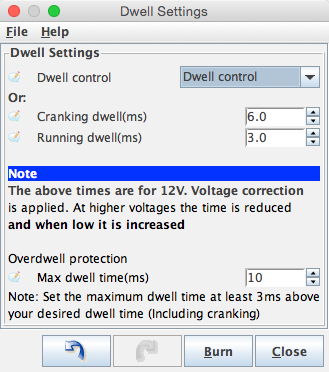 Dwell Settings
File Help
Dwell Settings
Dwell control Dwell control
Or:
Cranking dwell(ms) 6.0
Running dwell(ms) 3.0
Note
The above times are for 12V. Voltage correction
is applied. At higher voltages the time is reduced
and when low it is increased
Overdwell protection
Max dwell time(ms) 10
Note: Set the maximum dwell time at least 3ms above
your desired dwell time (Including cranking)
Burn Close